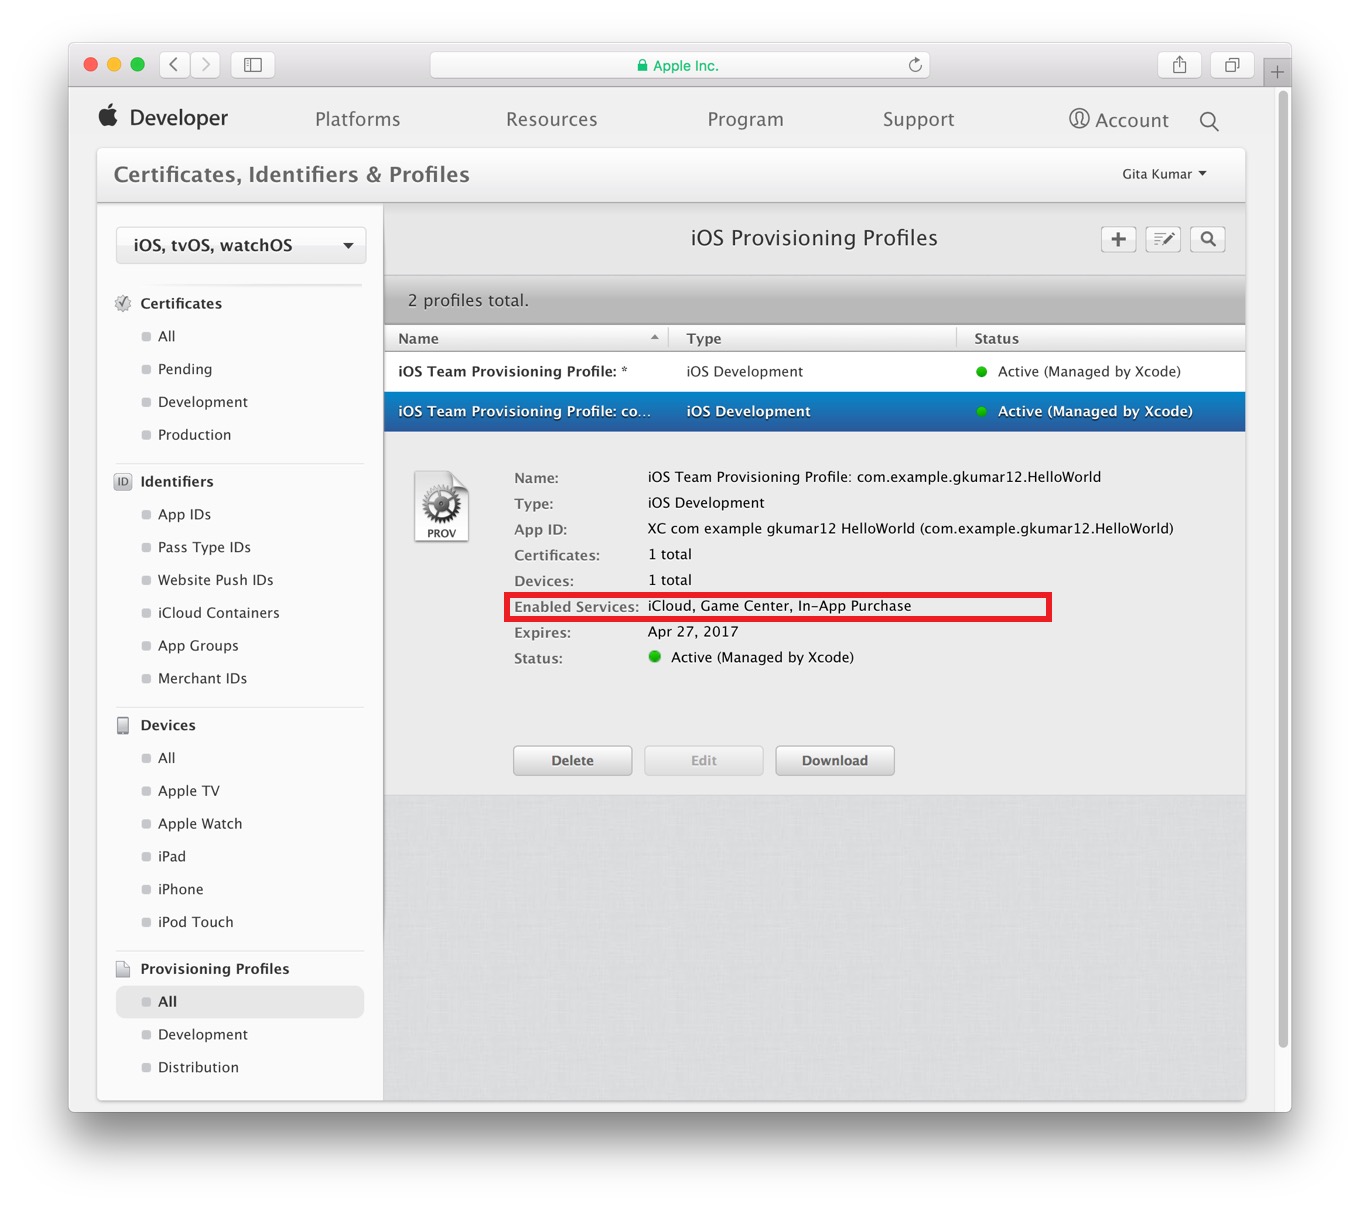 Apple Inc.
Developer
Platforms
Resources
Program
Support
Account
Certificates, Identifiers & Profiles
Gita Kumar
iOS, tvOS, watchOS
Certificates
All
Pending
Development
Production
ID Identifiers
App IDs
Pass Type IDs
Website Push IDs
iCloud Containers
App Groups
Merchant IDs
Devices
All
Apple TV
Apple Watch
iPad
iPhone
iPod Touch
Provisioning Profiles
All
Development
Distribution
iOS Provisioning Profiles
2 profiles total.
Name Type Status
iOS Team Provisioning Profile: * iOS Development Active (Managed by Xcode)
iOS Team Provisioning Profile: co... iOS Development Active (Managed by Xcode)
PROV
Name: iOS Team Provisioning Profile: com.example.gkumar12.HelloWorld
Type: iOS Development
App ID: XC com example gkumar12 HelloWorld (com.example.gkumar12.HelloWorld)
Certificates: 1 total
Devices: 1 total
Enabled Services: iCloud, Game Center, In-App Purchase
Expires: Apr 27, 2017
Status: Active (Managed by Xcode)
Delete
Edit
Download